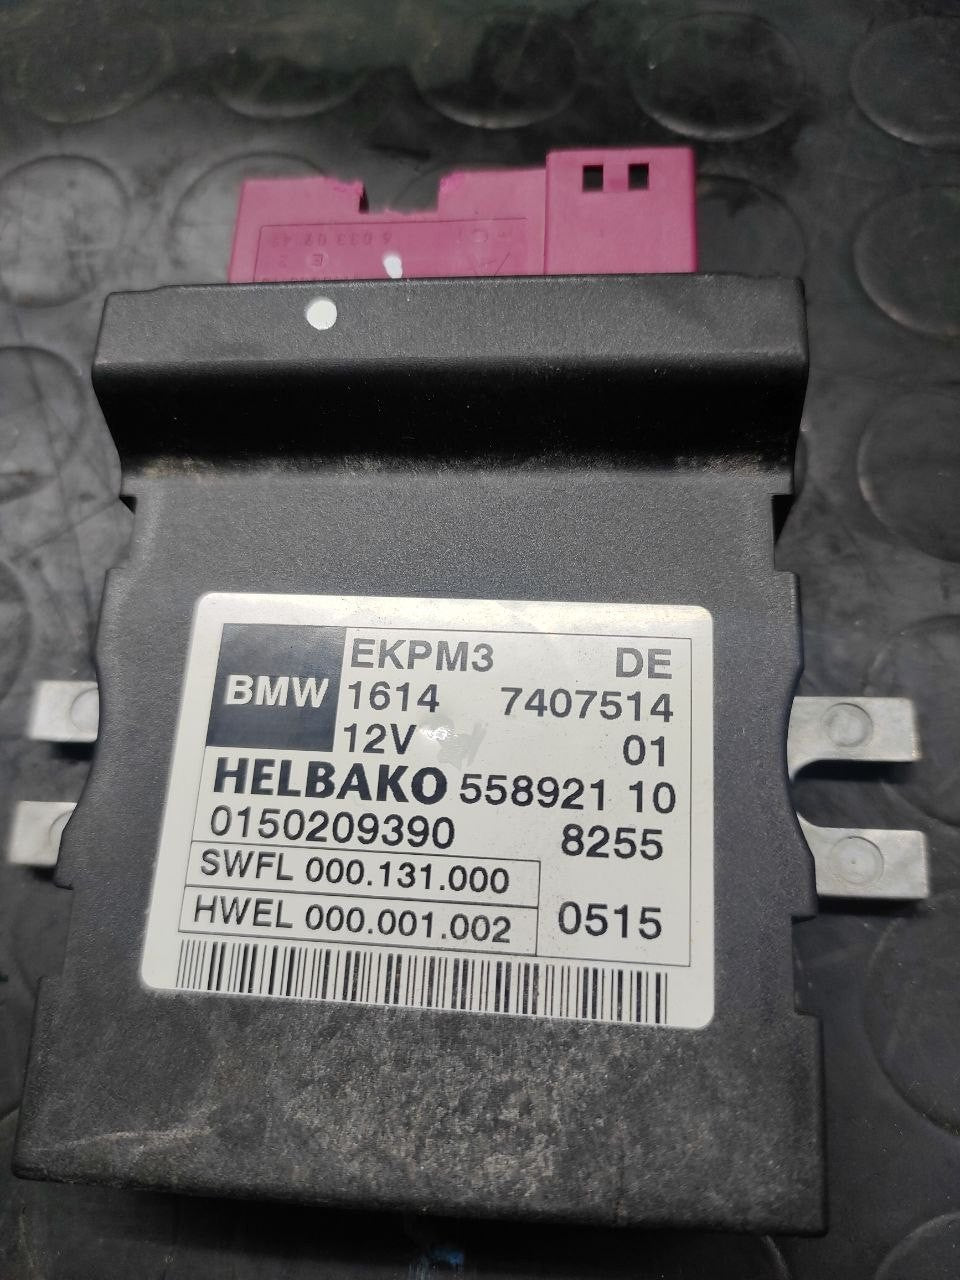 BMW EKPM3 DE
1614 7407514
12V 01
HELBAKO 558921 10
0150209390 8255
SWFL 000.131.000
HWEL 000.001.002 0515